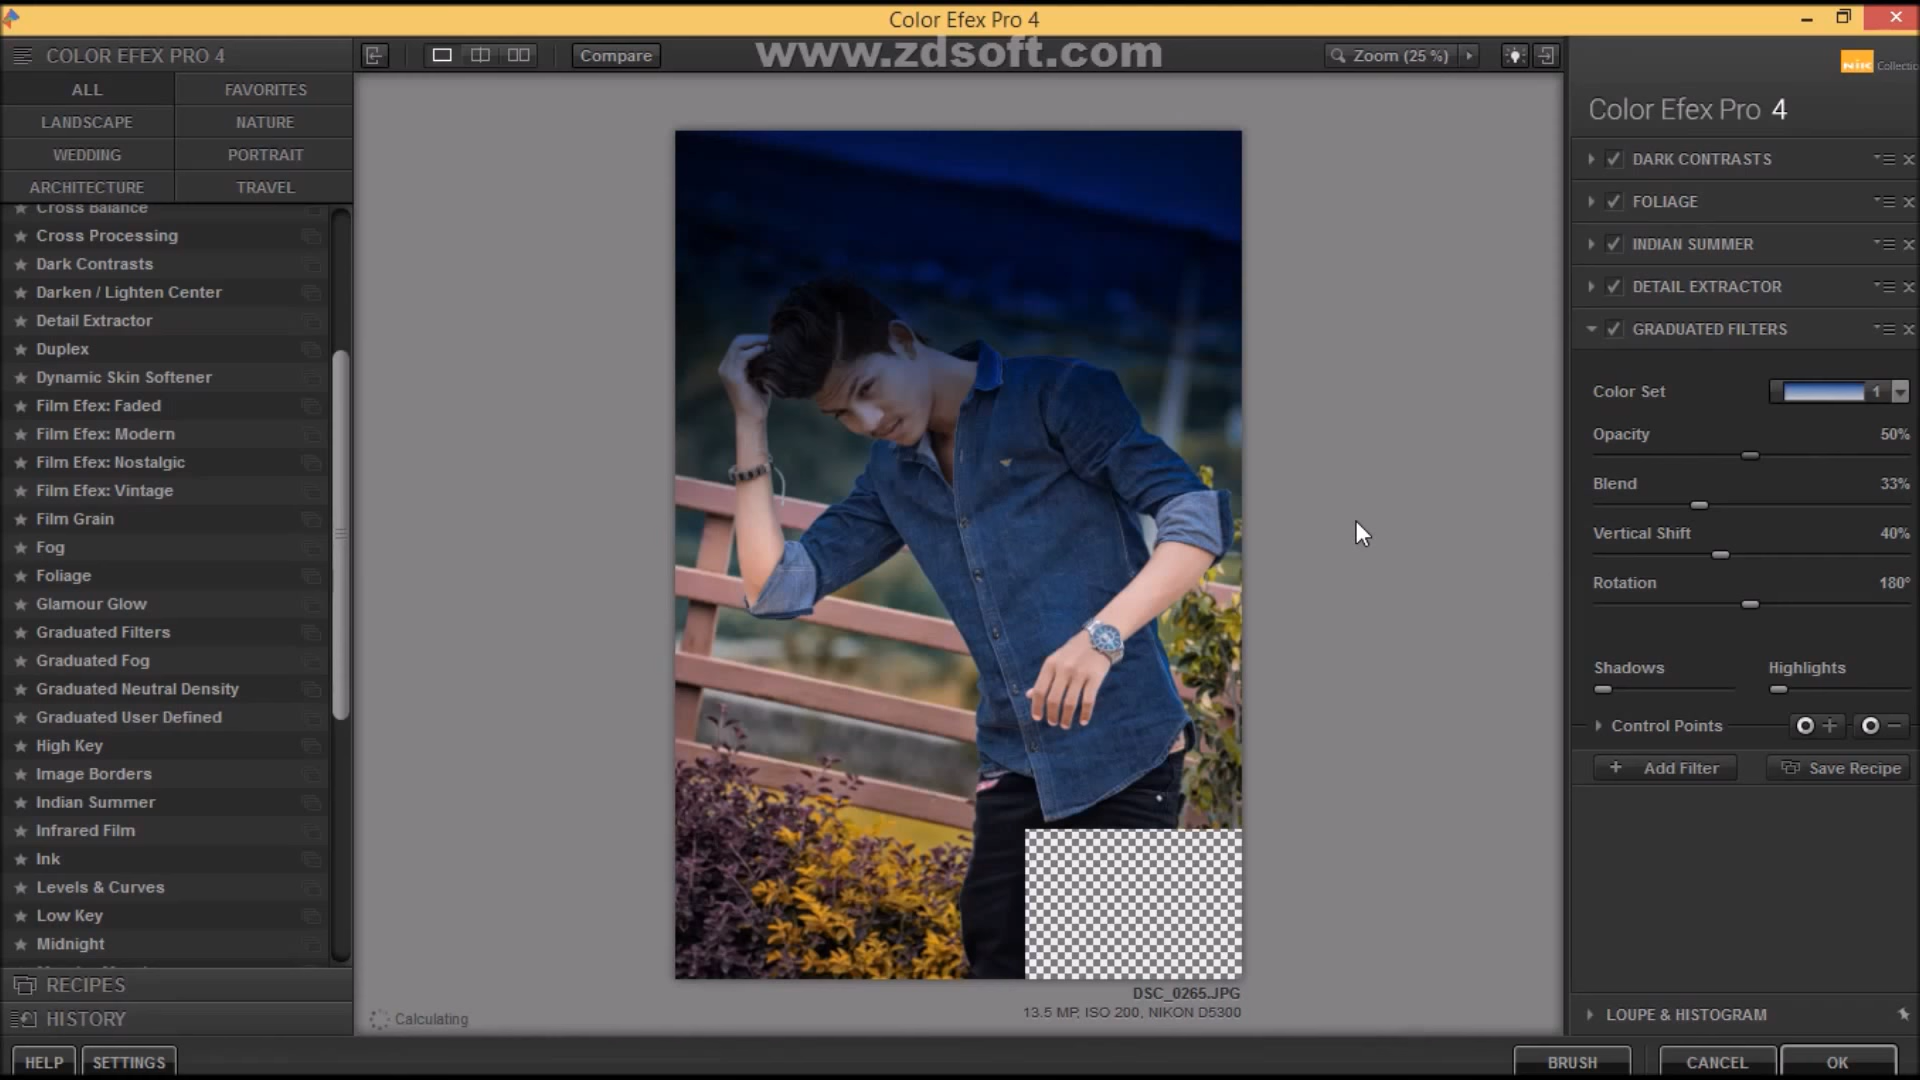 Color Efex Pro 4
COLOR EFEX PRO 4
Compare
www.zdsoft.com
Zoom (25 %)
Nik Collectio
ALL
FAVORITES
LANDSCAPE
NATURE
WEDDING
PORTRAIT
ARCHITECTURE
TRAVEL
Cross Balance
Cross Processing
Dark Contrasts
Darken / Lighten Center
Detail Extractor
Duplex
Dynamic Skin Softener
Film Efex: Faded
Film Efex: Modern
Film Efex: Nostalgic
Film Efex: Vintage
Film Grain
Fog
Foliage
Glamour Glow
Graduated Filters
Graduated Fog
Graduated Neutral Density
Graduated User Defined
High Key
Image Borders
Indian Summer
Infrared Film
Ink
Levels & Curves
Low Key
Midnight
RECIPES
HISTORY
HELP
SETTINGS
Calculating
DSC_0265.JPG
13.5 MP, ISO 200, NIKON D5300
Color Efex Pro 4
DARK CONTRASTS
FOLIAGE
INDIAN SUMMER
DETAIL EXTRACTOR
GRADUATED FILTERS
Color Set 1
Opacity 50%
Blend 33%
Vertical Shift 40%
Rotation 180°
Shadows Highlights
Control Points
Add Filter
Save Recipe
LOUPE & HISTOGRAM
BRUSH
CANCEL
OK